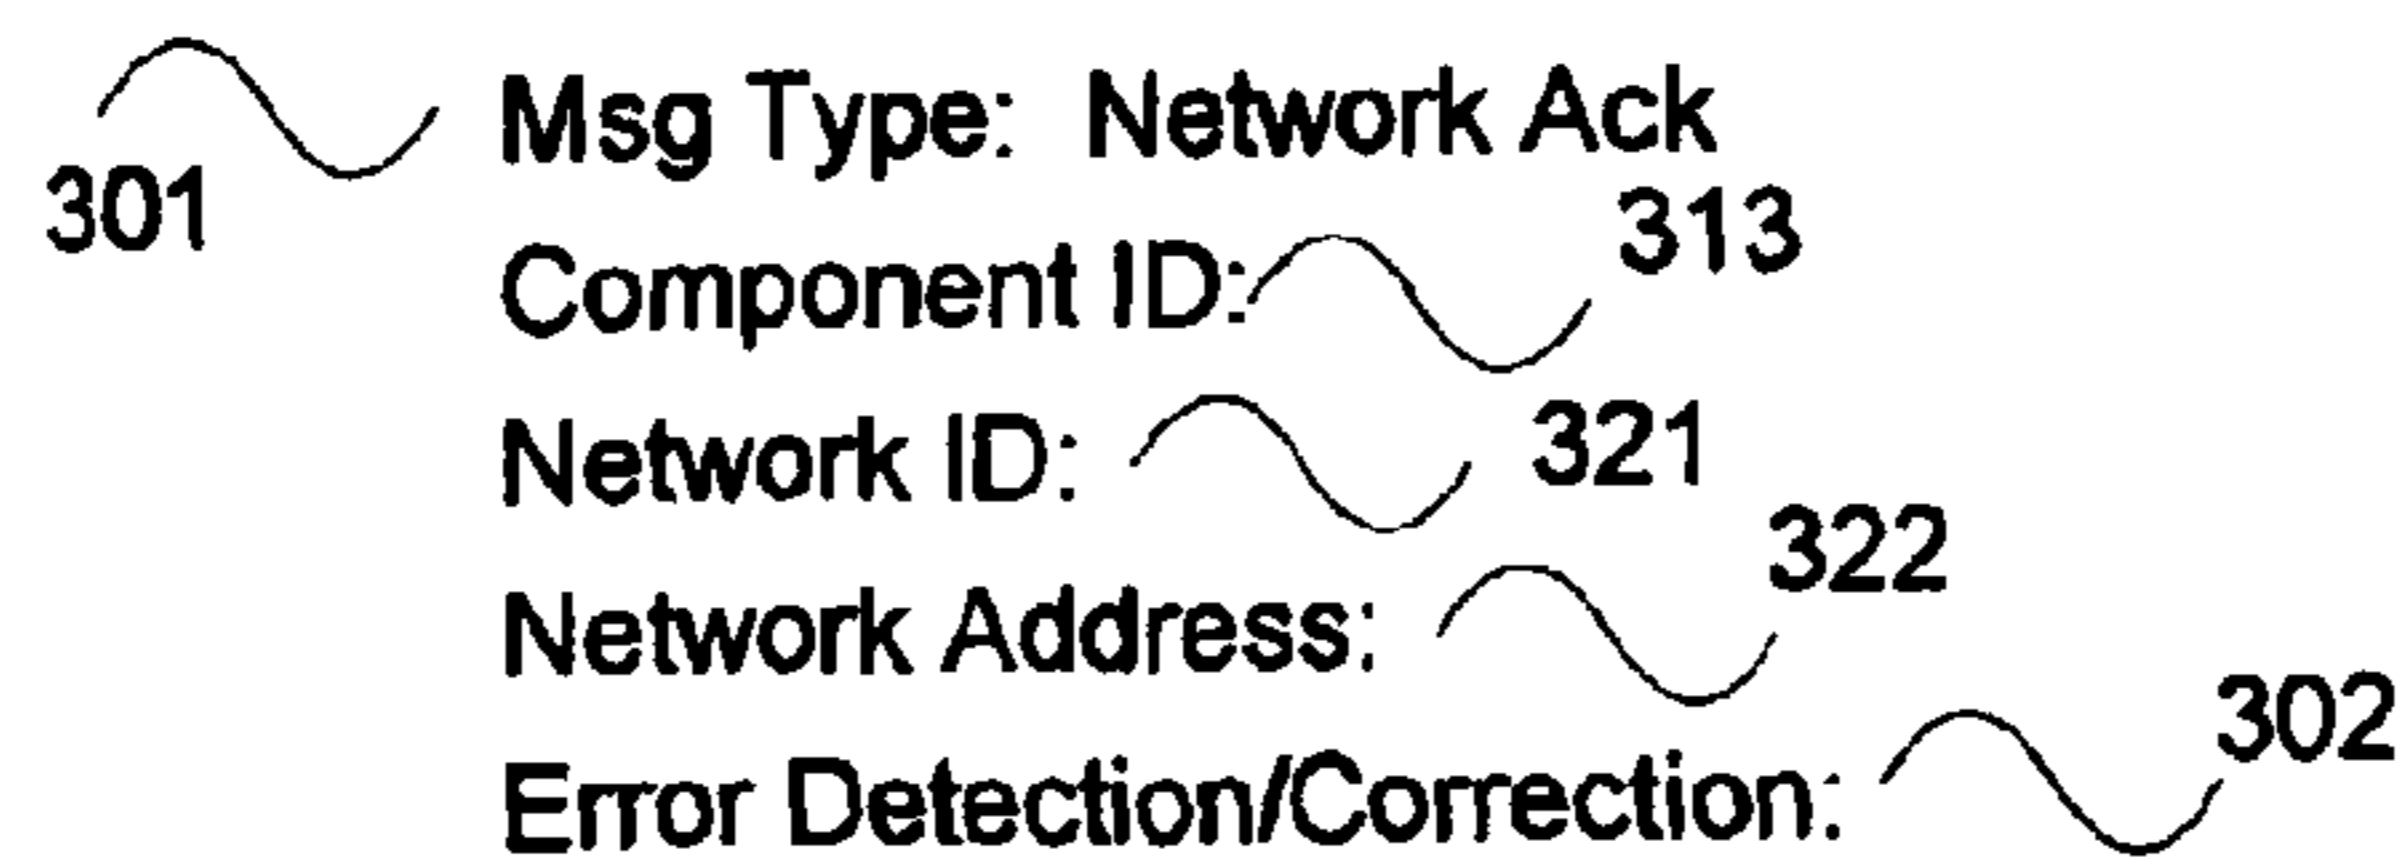 Msg Type: Network Ack
301
313
Component ID:
Network ID: 321
322
Network Address:
302
Error Detection/Correction: